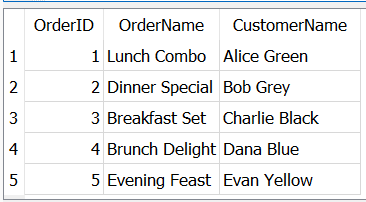 OrderID OrderName CustomerName
1 1 Lunch Combo Alice Green
2 2 Dinner Special Bob Grey
3 3 Breakfast Set Charlie Black
4 4 Brunch Delight Dana Blue
5 5 Evening Feast Evan Yellow